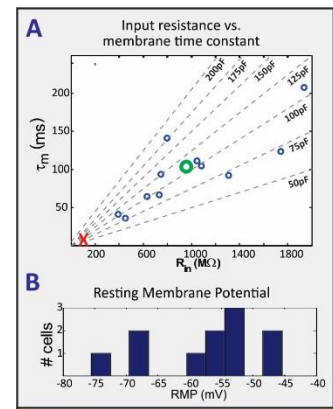 A
Input resistance vs.
membrane time constant
200pF
175pF
150pF
125pF
100pF
75pF
50pF
τm (ms)
200
150
100
50
X
200 600 1000 1400 1800
Rin (MΩ)
B
Resting Membrane Potential
# cells
3
2
1
-80 -75 -70 -65 -60 -55 -50 -45 -40
RMP (mV)